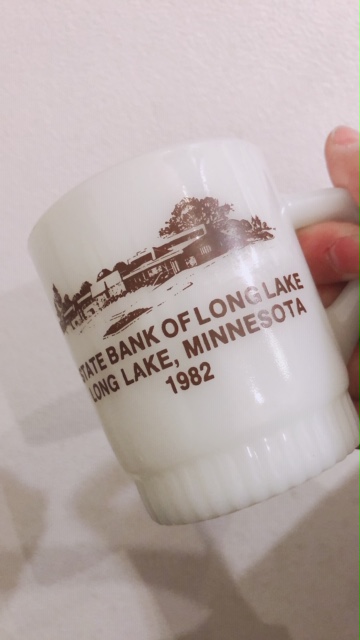 STATE BANK OF LONG LAKE
LONG LAKE, MINNESOTA
1982